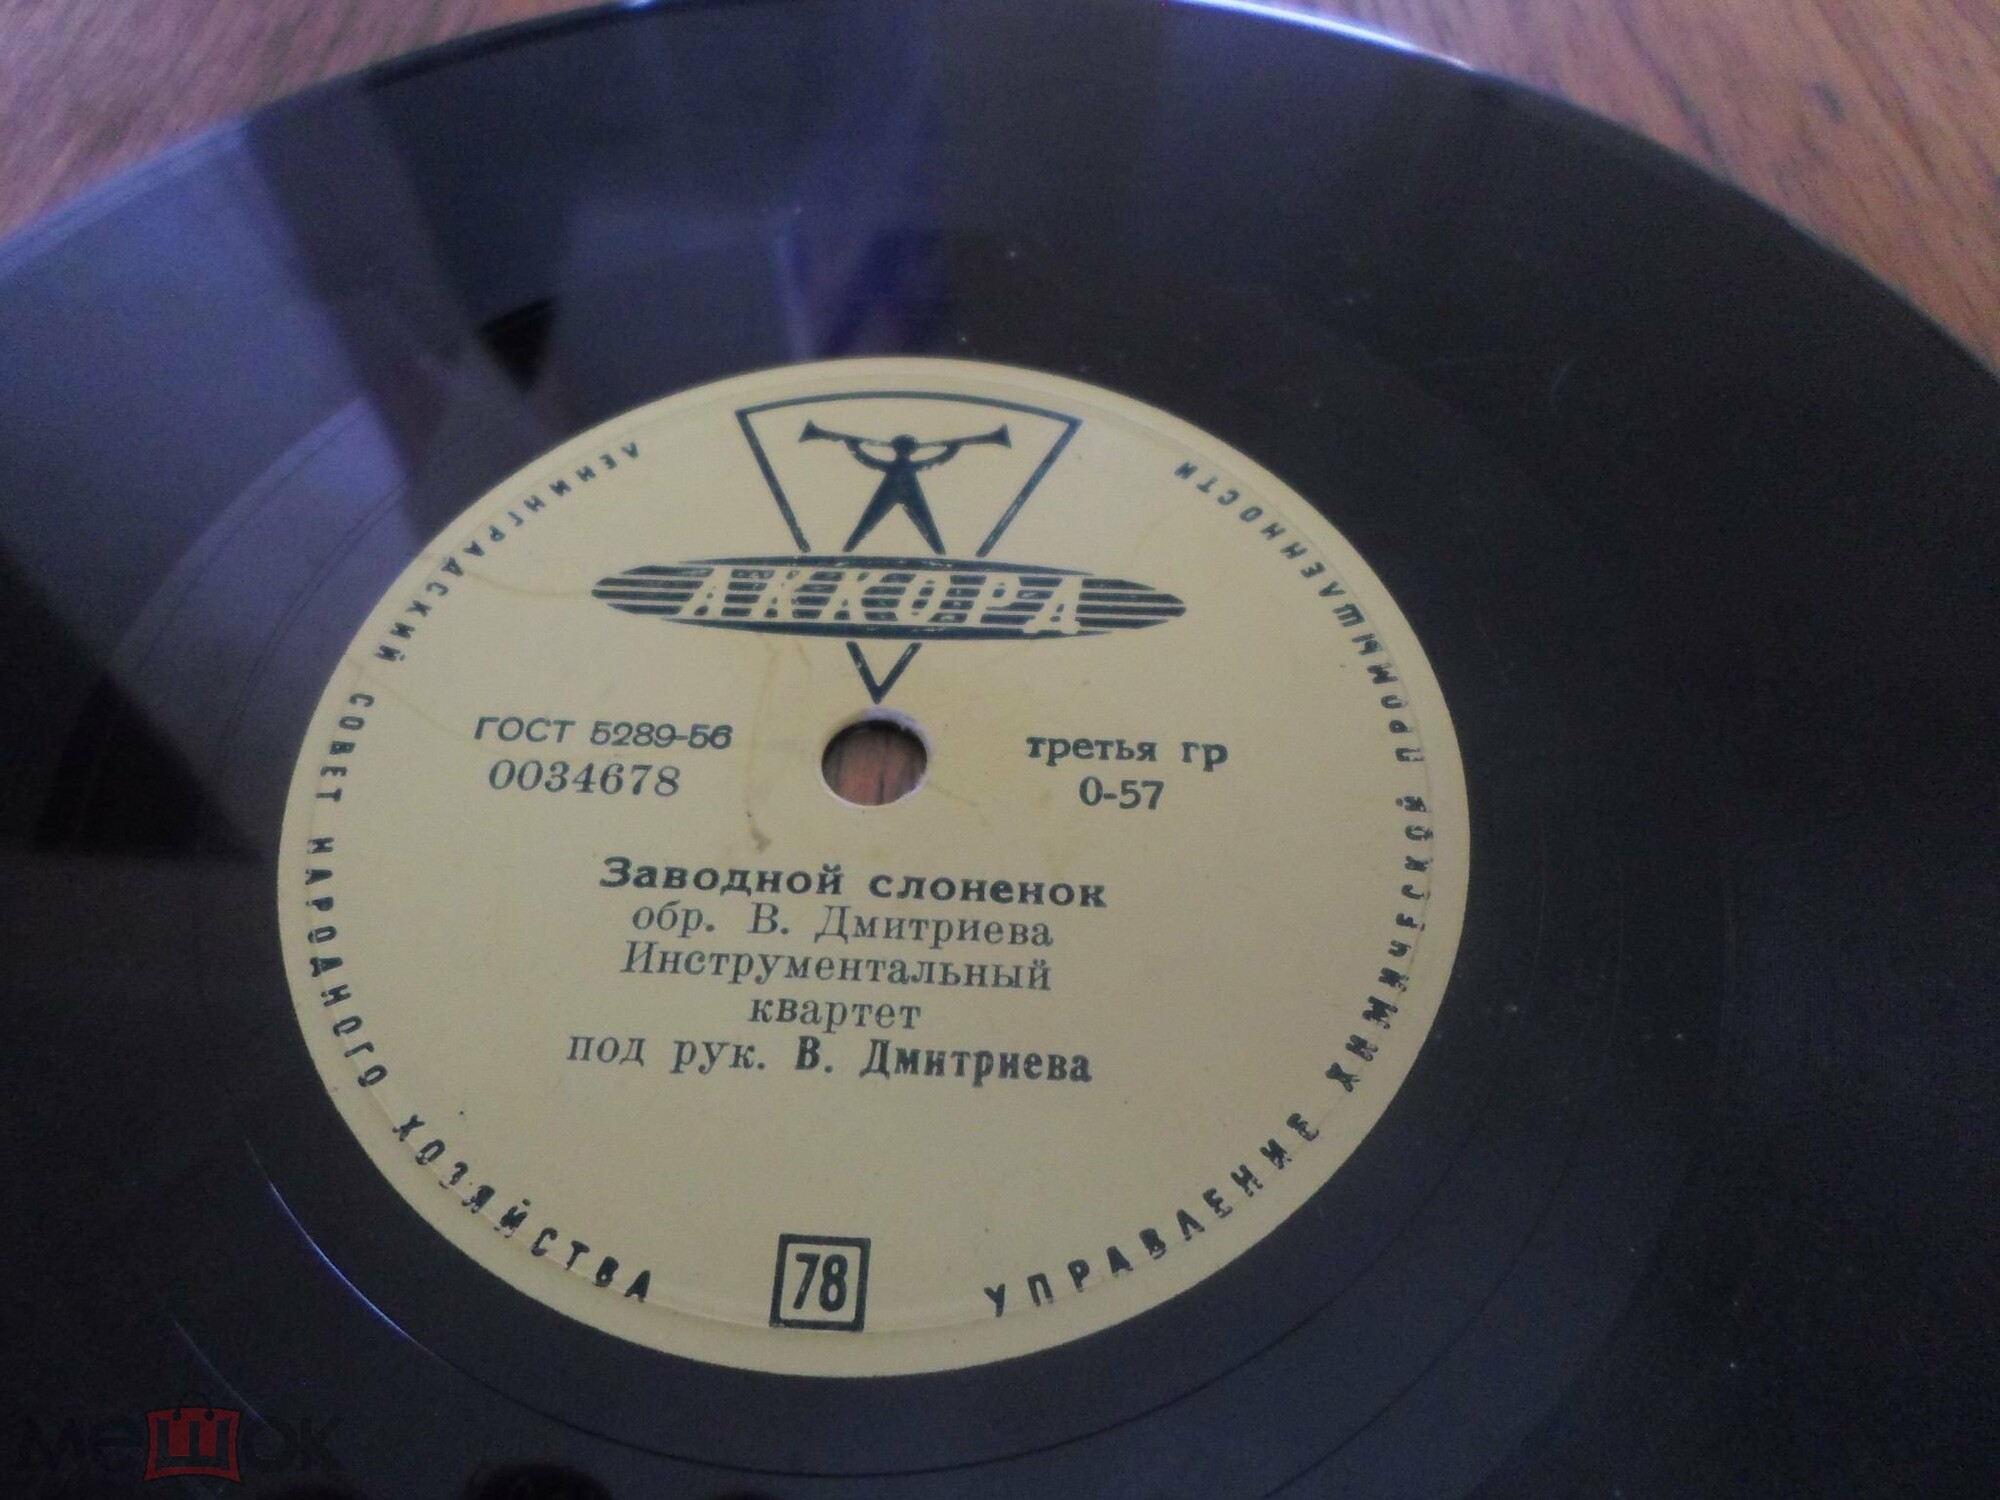 АККОРД
ЛЕНИНГРАДСКИЙ СОВЕТ НАРОДНОГО ХОЗЯЙСТВА
УПРАВЛЕНИЕ ХИМИЧЕСКОЙ ПРОМЫШЛЕННОСТИ
ГОСТ 5289-56
0034678
третья гр
0-57
Заводной слоненок
обр. В. Дмитриева
Инструментальный
квартет
под рук. В. Дмитриева
78
мешок